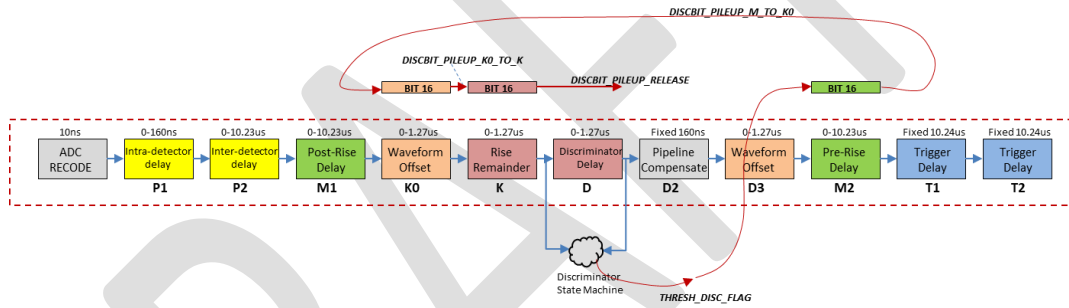 DISCBIT_PILEUP_M_TO_K0
DISCBIT_PILEUP_K0_TO_K
DISCBIT_PILEUP_RELEASE
BIT 16
BIT 16
BIT 16
10ns
0-160ns
0-10.23us
0-10.23us
0-1.27us
0-1.27us
0-1.27us
Fixed 160ns
0-1.27us
0-10.23us
Fixed 10.24us
Fixed 10.24us
ADC
RECODE
Intra-detector
delay
Inter-detector
delay
Post-Rise
Delay
Waveform
Offset
Rise
Remainder
Discriminator
Delay
Pipeline
Compensate
Waveform
Offset
Pre-Rise
Delay
Trigger
Delay
Trigger
Delay
P1
P2
M1
K0
K
D
D2
D3
M2
T1
T2
Discriminator
State Machine
THRESH_DISC_FLAG
DRAFT